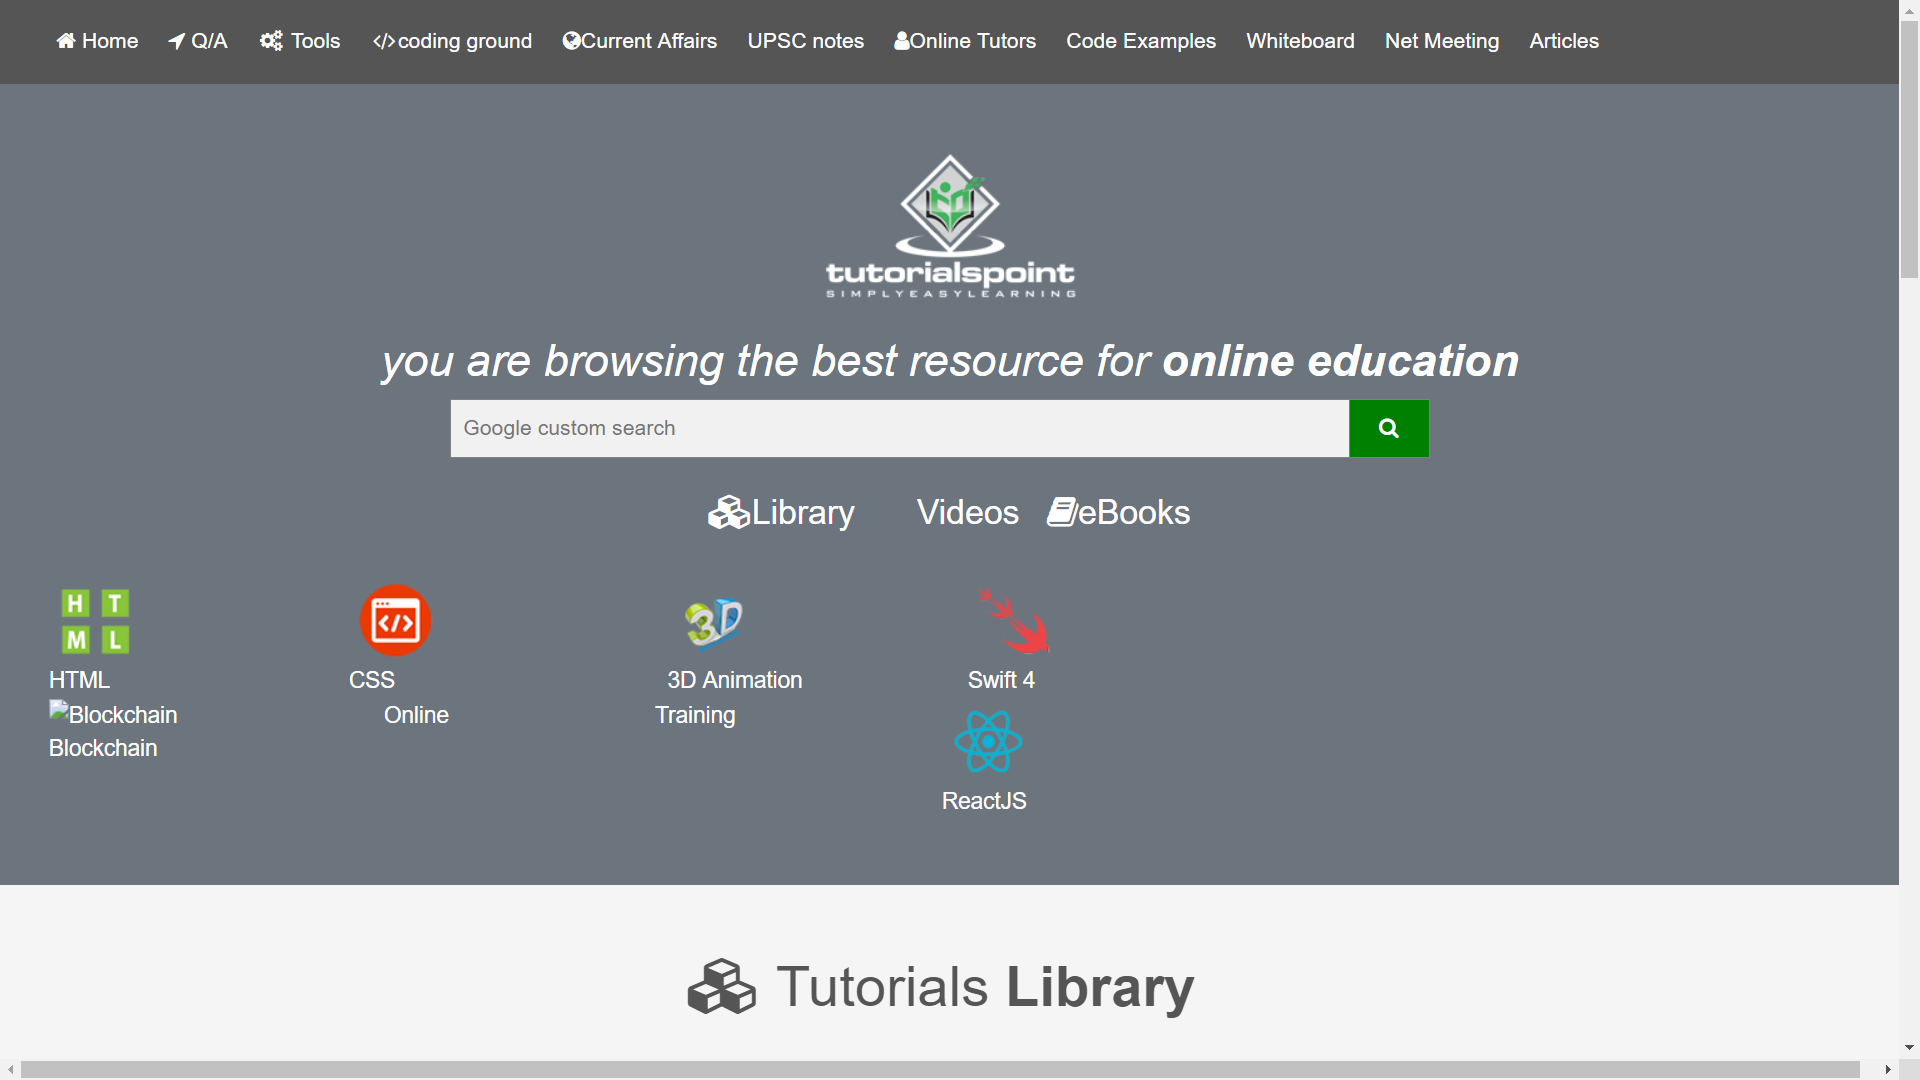 Home Q/A Tools coding ground Current Affairs UPSC notes Online Tutors Code Examples Whiteboard Net Meeting Articles
tutorialspoint
SIMPLYEASYLEARNING
you are browsing the best resource for online education
Google custom search
Library Videos eBooks
H T
M L
3D
HTML CSS 3D Animation Swift 4
Blockchain Online Training
Blockchain
ReactJS
Tutorials Library